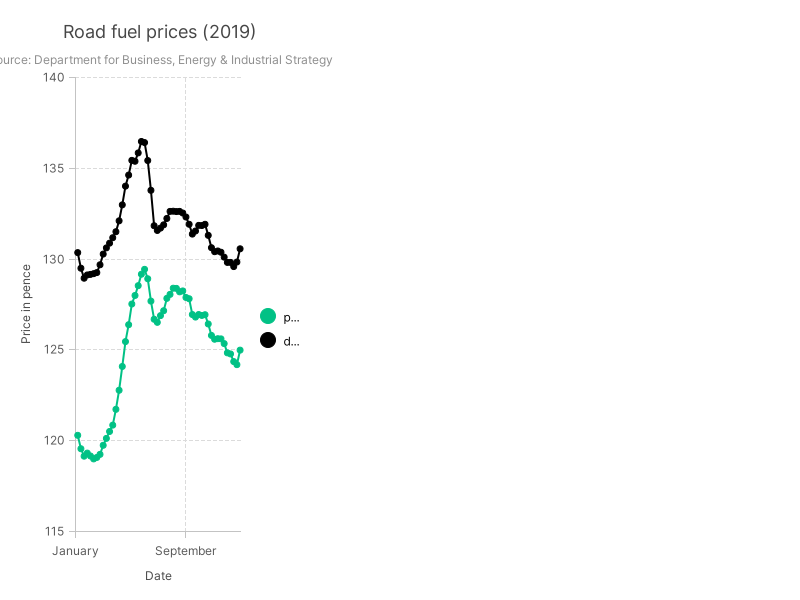 Road fuel prices (2019)
ource: Department for Business, Energy & Industrial Strategy
140
135
130
125
120
115
Price in pence
January
September
Date
p...
d...